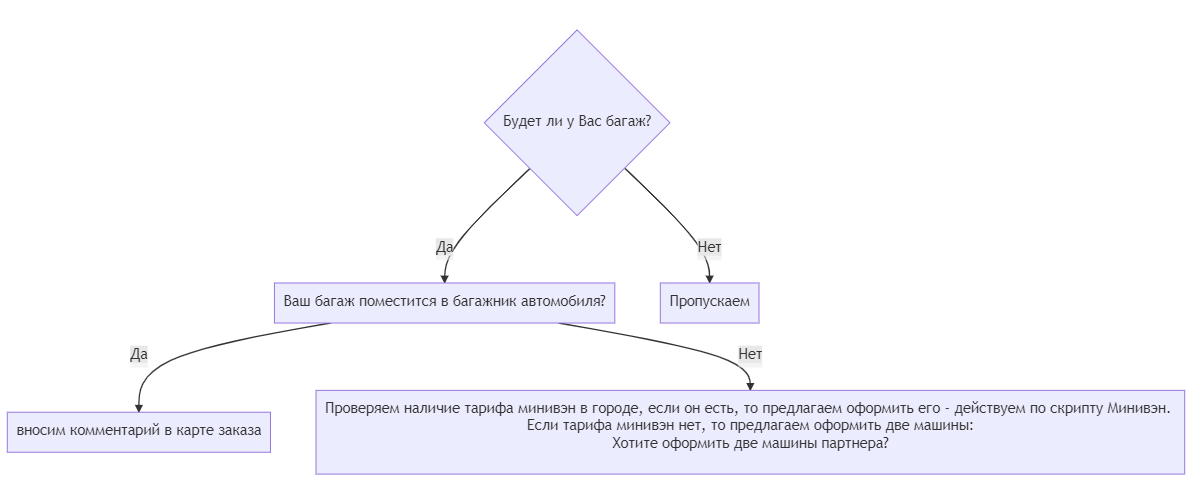 Будет ли у Вас багаж?
Да
Нет
Ваш багаж поместится в багажник автомобиля?
Пропускаем
Да
Нет
вносим комментарий в карте заказа
Проверяем наличие тарифа минивэн в городе, если он есть, то предлагаем оформить его - действуем по скрипту Минивэн.
Если тарифа минивэн нет, то предлагаем оформить две машины:
Хотите оформить две машины партнера?